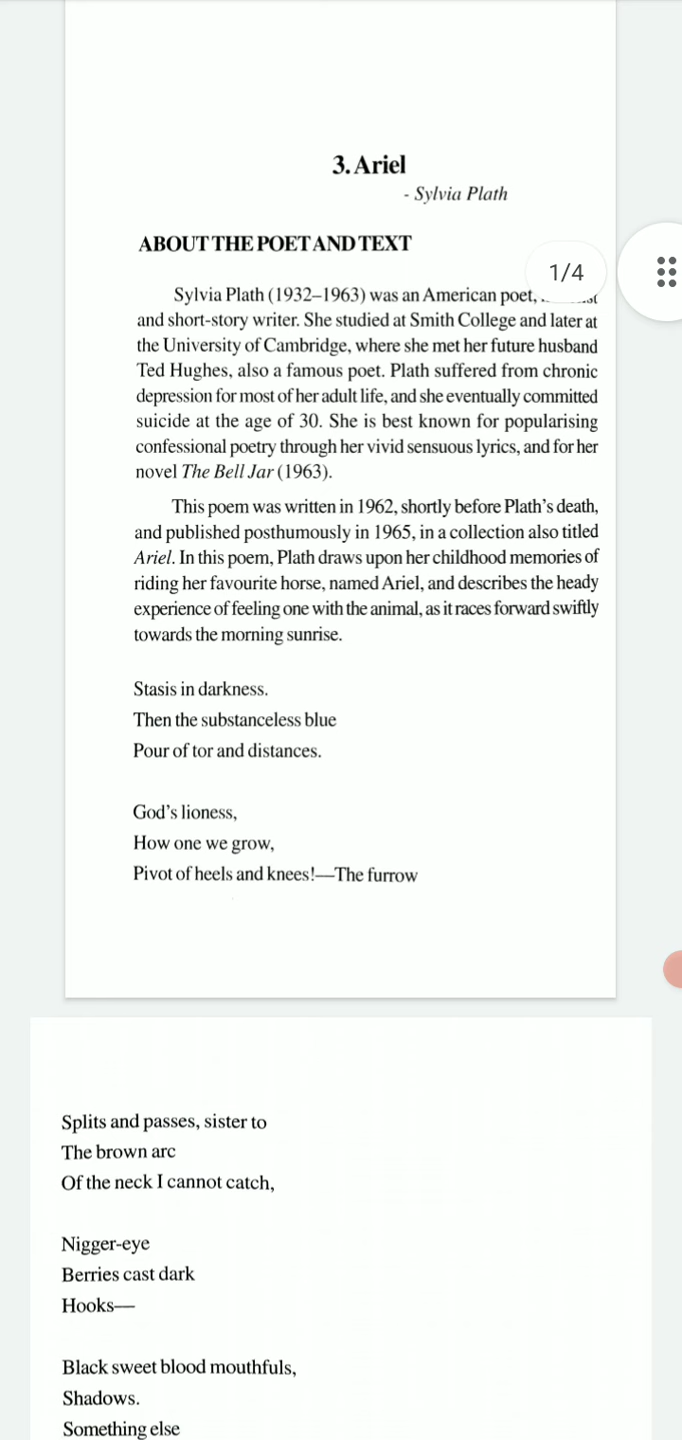 3. Ariel
- Sylvia Plath
ABOUT THE POET AND TEXT
1/4
Sylvia Plath (1932–1963) was an American poet,
and short-story writer. She studied at Smith College and later at
the University of Cambridge, where she met her future husband
Ted Hughes, also a famous poet. Plath suffered from chronic
depression for most of her adult life, and she eventually committed
suicide at the age of 30. She is best known for popularising
confessional poetry through her vivid sensuous lyrics, and for her
novel The Bell Jar (1963).
This poem was written in 1962, shortly before Plath's death,
and published posthumously in 1965, in a collection also titled
Ariel. In this poem, Plath draws upon her childhood memories of
riding her favourite horse, named Ariel, and describes the heady
experience of feeling one with the animal, as it races forward swiftly
towards the morning sunrise.
Stasis in darkness.
Then the substanceless blue
Pour of tor and distances.
God's lioness,
How one we grow,
Pivot of heels and knees!—The furrow
Splits and passes, sister to
The brown arc
Of the neck I cannot catch,
Nigger-eye
Berries cast dark
Hooks—
Black sweet blood mouthfuls,
Shadows.
Something else